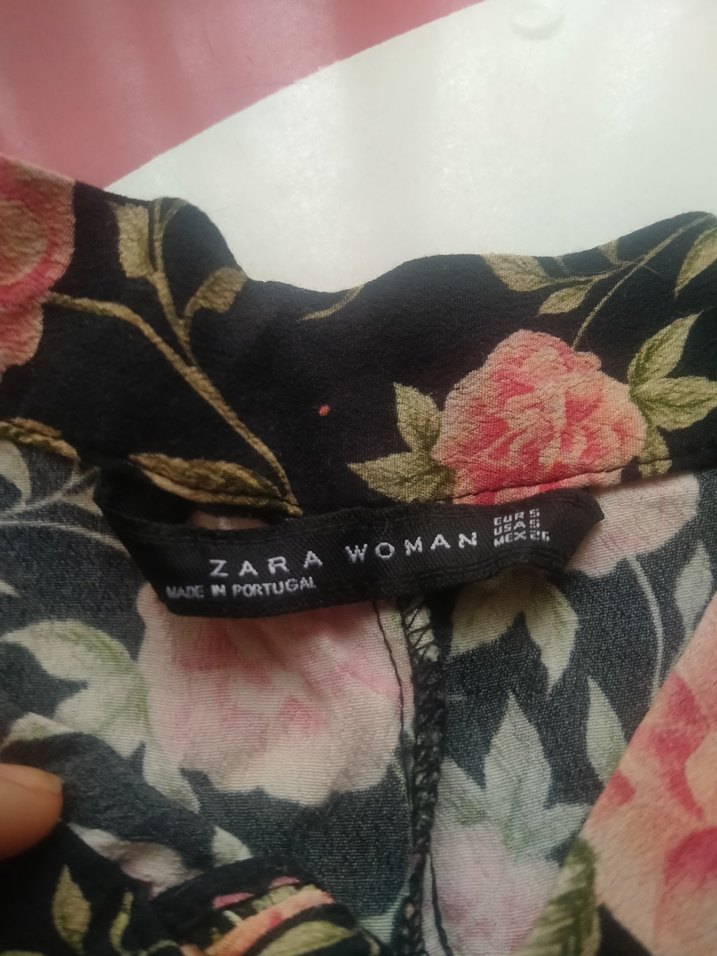 ZARA WOMAN
MADE IN PORTUGAL
EUR S
USA S
MEX 26